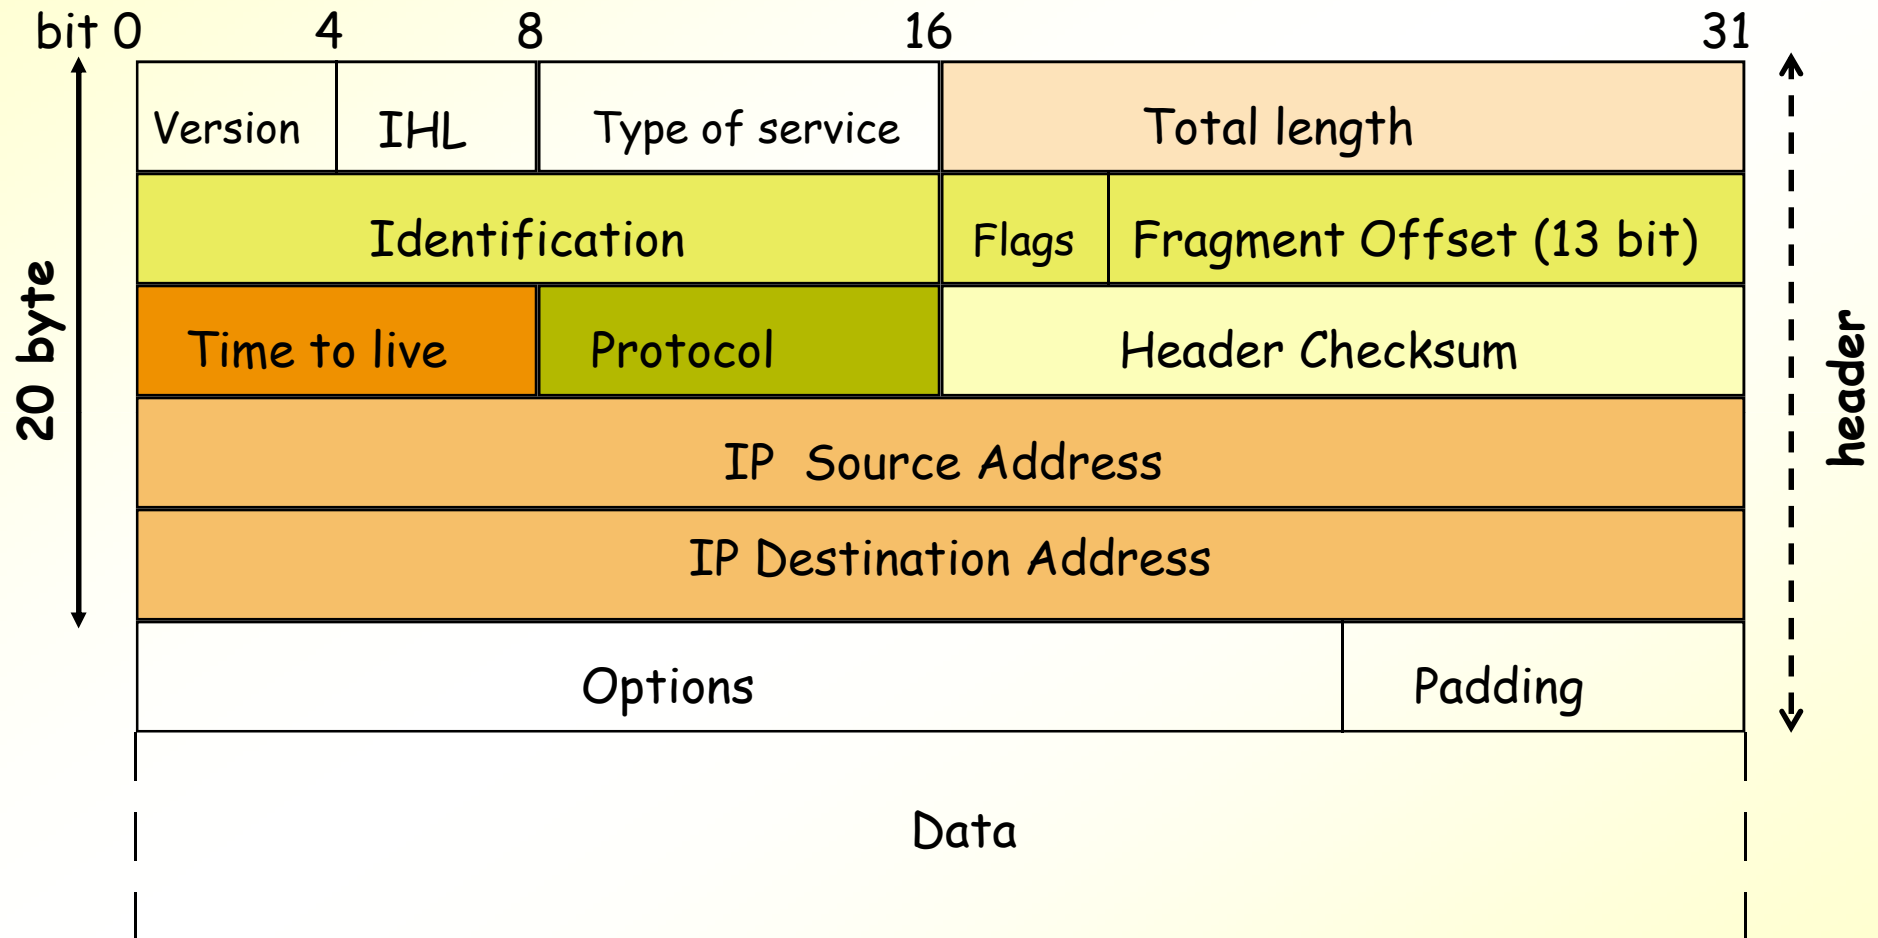 bit 0 4 8 16 31
Version IHL Type of service Total length
Identification Flags Fragment Offset (13 bit)
Time to live Protocol Header Checksum
IP Source Address
IP Destination Address
Options Padding
Data
20 byte
header